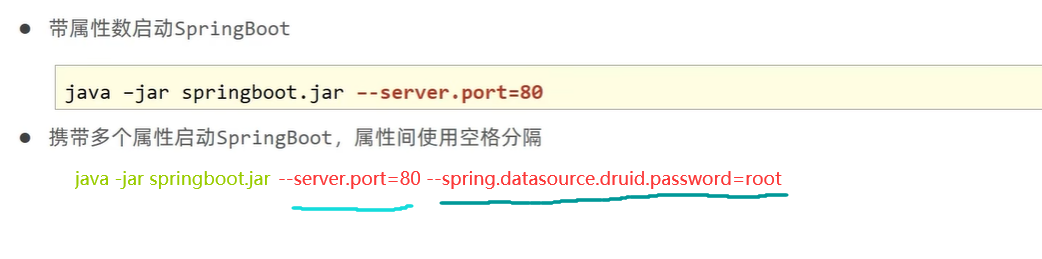 ● 带属性数启动SpringBoot
java –jar springboot.jar --server.port=80
● 携带多个属性启动SpringBoot，属性间使用空格分隔
java -jar springboot.jar --server.port=80 --spring.datasource.druid.password=root